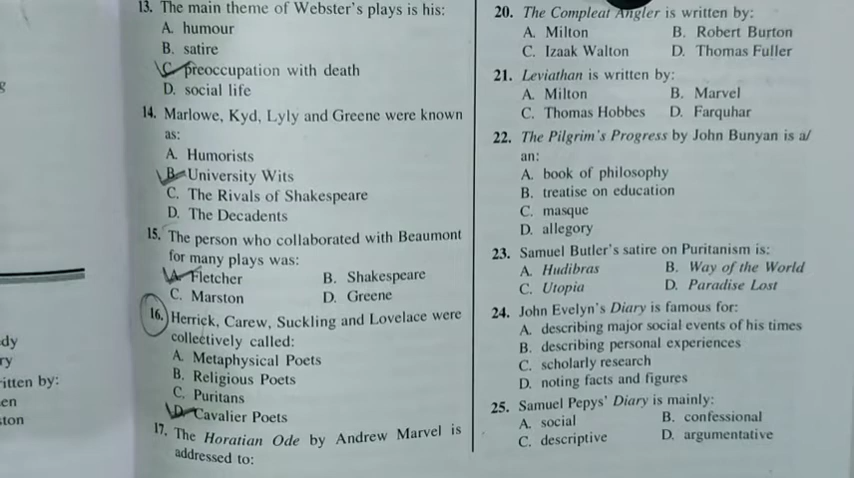 g
dy
ry
itten by:
en
ston
13. The main theme of Webster's plays is his:
A. humour
B. satire
C. preoccupation with death
D. social life
14. Marlowe, Kyd, Lyly and Greene were known
as:
A. Humorists
B. University Wits
C. The Rivals of Shakespeare
D. The Decadents
15. The person who collaborated with Beaumont
for many plays was:
A. Fletcher B. Shakespeare
C. Marston D. Greene
16. Herrick, Carew, Suckling and Lovelace were
collectively called:
A. Metaphysical Poets
B. Religious Poets
C. Puritans
D. Cavalier Poets
17. The Horatian Ode by Andrew Marvel is
addressed to:
20. The Compleat Angler is written by:
A. Milton B. Robert Burton
C. Izaak Walton D. Thomas Fuller
21. Leviathan is written by:
A. Milton B. Marvel
C. Thomas Hobbes D. Farquhar
22. The Pilgrim's Progress by John Bunyan is a/
an:
A. book of philosophy
B. treatise on education
C. masque
D. allegory
23. Samuel Butler's satire on Puritanism is:
A. Hudibras B. Way of the World
C. Utopia D. Paradise Lost
24. John Evelyn's Diary is famous for:
A. describing major social events of his times
B. describing personal experiences
C. scholarly research
D. noting facts and figures
25. Samuel Pepys' Diary is mainly:
A. social B. confessional
C. descriptive D. argumentative